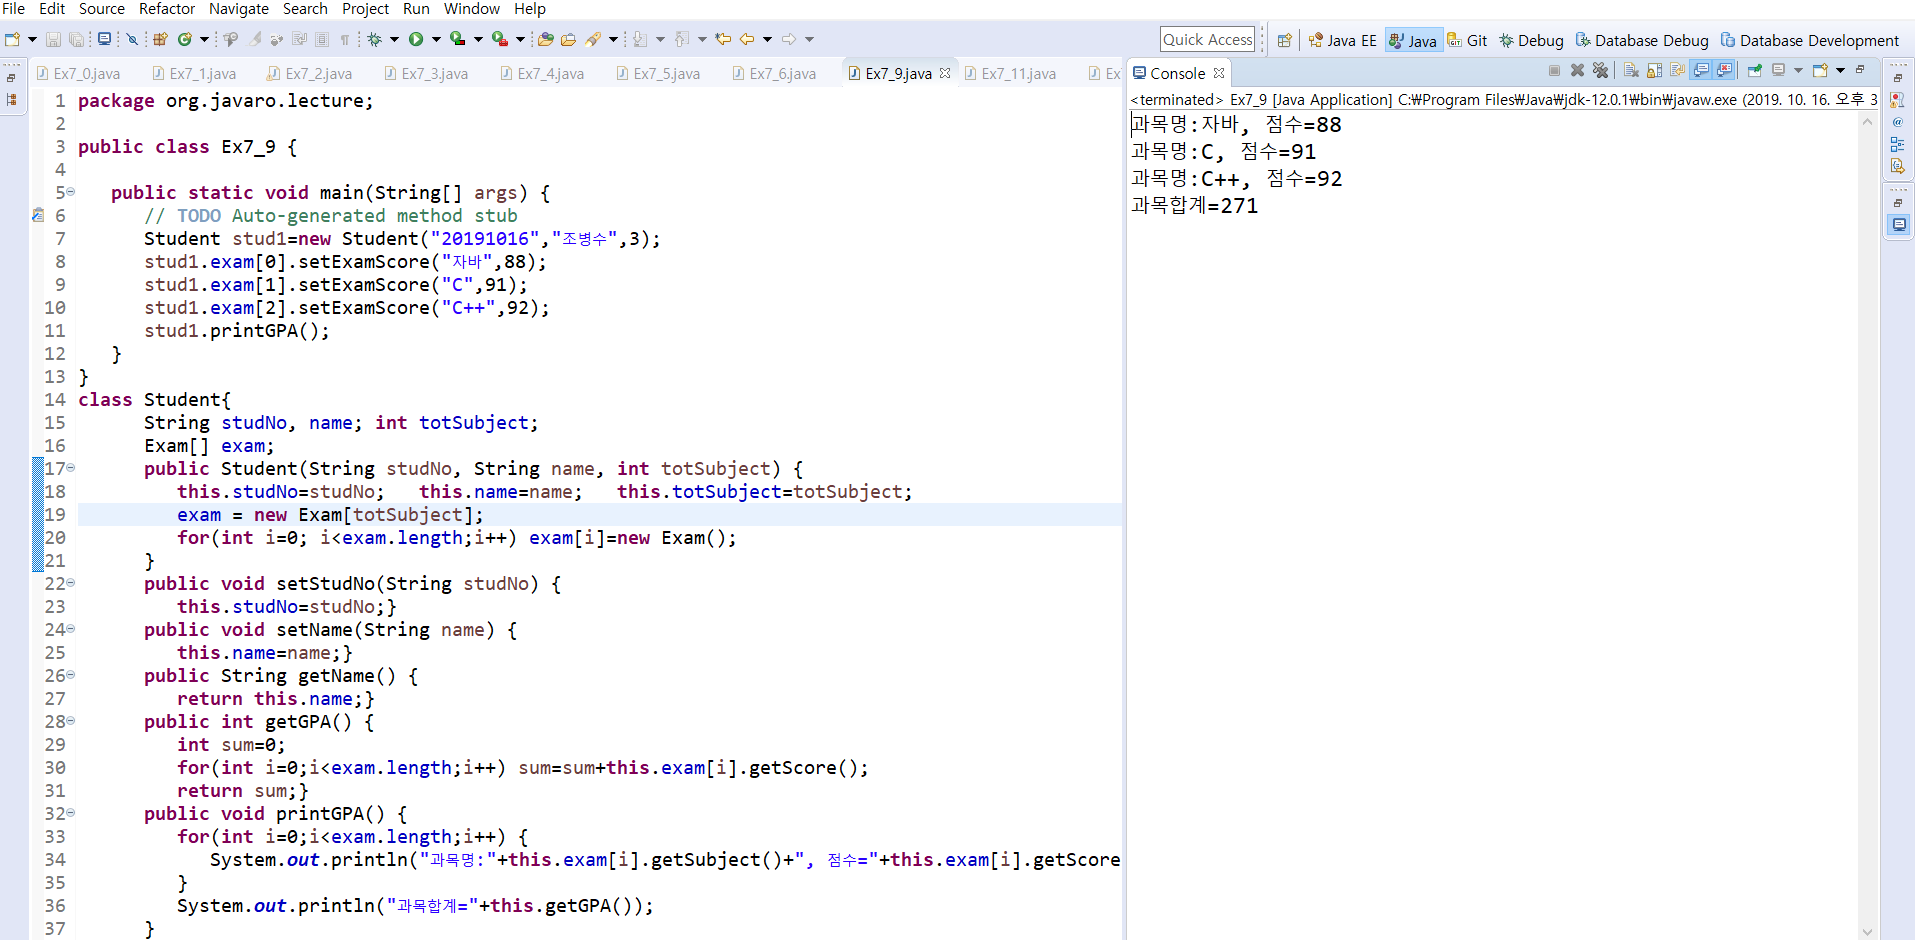 File Edit Source Refactor Navigate Search Project Run Window Help
Quick Access Java EE Java Git Debug Database Debug Database Development
Ex7_0.java Ex7_1.java Ex7_2.java Ex7_3.java Ex7_4.java Ex7_5.java Ex7_6.java Ex7_9.java Ex7_11.java Ex
1 package org.javaro.lecture;
2
3 public class Ex7_9 {
4
5 public static void main(String[] args) {
6 // TODO Auto-generated method stub
7 Student stud1=new Student("20191016","조병수",3);
8 stud1.exam[0].setExamScore("자바",88);
9 stud1.exam[1].setExamScore("C",91);
10 stud1.exam[2].setExamScore("C++",92);
11 stud1.printGPA();
12 }
13 }
14 class Student{
15 String studNo, name; int totSubject;
16 Exam[] exam;
17 public Student(String studNo, String name, int totSubject) {
18 this.studNo=studNo; this.name=name; this.totSubject=totSubject;
19 exam = new Exam[totSubject];
20 for(int i=0; i<exam.length;i++) exam[i]=new Exam();
21 }
22 public void setStudNo(String studNo) {
23 this.studNo=studNo;}
24 public void setName(String name) {
25 this.name=name;}
26 public String getName() {
27 return this.name;}
28 public int getGPA() {
29 int sum=0;
30 for(int i=0;i<exam.length;i++) sum=sum+this.exam[i].getScore();
31 return sum;}
32 public void printGPA() {
33 for(int i=0;i<exam.length;i++) {
34 System.out.println("과목명:"+this.exam[i].getSubject()+", 점수="+this.exam[i].getScore
35 }
36 System.out.println("과목합계="+this.getGPA());
37 }
Console
<terminated> Ex7_9 [Java Application] C:₩Program Files₩Java₩jdk-12.0.1₩bin₩javaw.exe (2019. 10. 16. 오후 3
과목명:자바, 점수=88
과목명:C, 점수=91
과목명:C++, 점수=92
과목합계=271